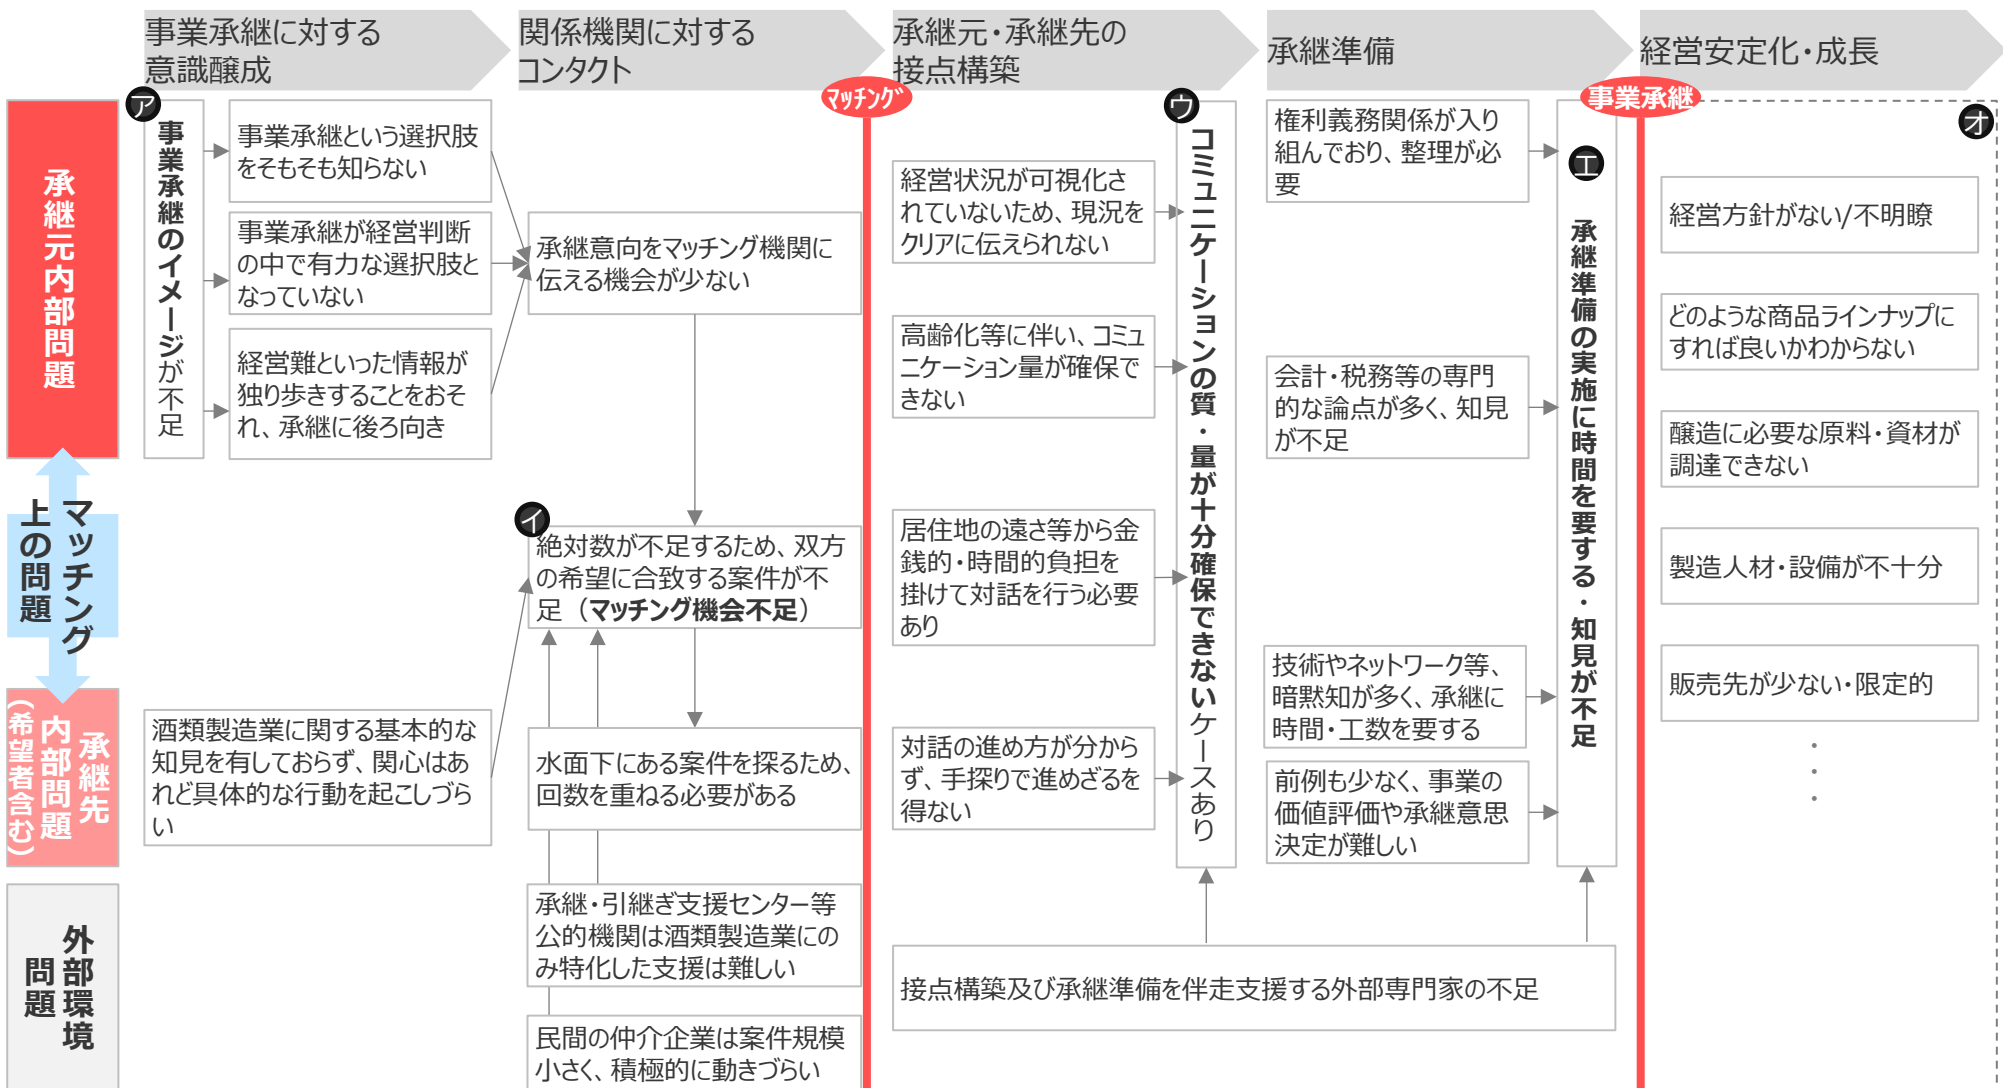 事業承継に対する
意識醸成
関係機関に対する
コンタクト
承継元・承継先の
接点構築
承継準備
経営安定化・成長
マッチング
事業承継
承継元内部問題
マッチング
上の問題
承継先
内部問題
(希望者含む)
外部環境
問題
ア
事業承継のイメージが不足
事業承継という選択肢
をそもそも知らない
事業承継が経営判断
の中で有力な選択肢と
なっていない
経営難といった情報が
独り歩きすることをおそ
れ、承継に後ろ向き
酒類製造業に関する基本的な
知見を有しておらず、関心はあ
れど具体的な行動を起こしづら
い
承継意向をマッチング機関に
伝える機会が少ない
イ
絶対数が不足するため、双方
の希望に合致する案件が不
足（マッチング機会不足）
水面下にある案件を探るため、
回数を重ねる必要がある
承継・引継ぎ支援センター等
公的機関は酒類製造業にの
み特化した支援は難しい
民間の仲介企業は案件規模
小さく、積極的に動きづらい
経営状況が可視化さ
れていないため、現況を
クリアに伝えられない
高齢化等に伴い、コミュ
ニケーション量が確保で
きない
居住地の遠さ等から金
銭的・時間的負担を
掛けて対話を行う必要
あり
対話の進め方が分から
ず、手探りで進めざるを
得ない
ウ
コミュニケーションの質・量が十分確保できないケースあり
権利義務関係が入り
組んでおり、整理が必
要
会計・税務等の専門
的な論点が多く、知見
が不足
技術やネットワーク等、
暗黙知が多く、承継に
時間・工数を要する
前例も少なく、事業の
価値評価や承継意思
決定が難しい
エ
承継準備の実施に時間を要する・知見が不足
接点構築及び承継準備を伴走支援する外部専門家の不足
オ
経営方針がない/不明瞭
どのような商品ラインナップに
すれば良いかわからない
醸造に必要な原料・資材が
調達できない
製造人材・設備が不十分
販売先が少ない・限定的
・
・
・